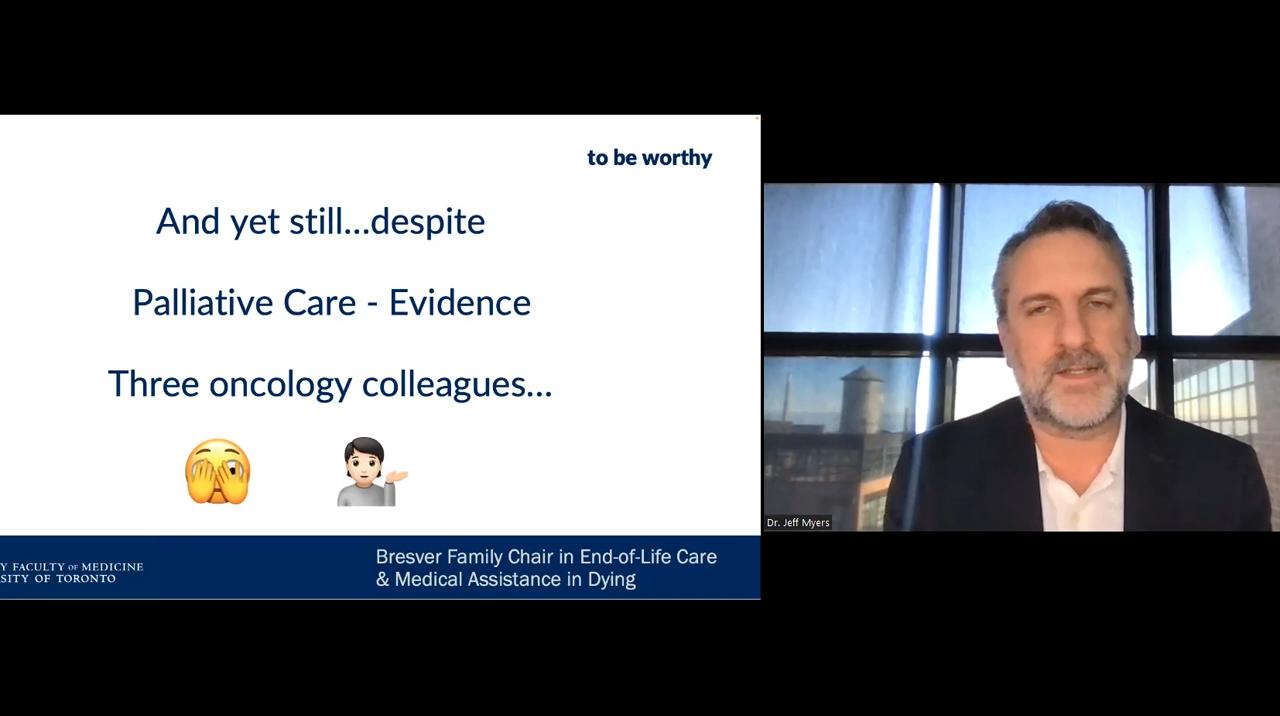 to be worthy
And yet still...despite
Palliative Care - Evidence
Three oncology colleagues...
Y FACULTY OF MEDICINE
SITY OF TORONTO
Bresver Family Chair in End-of-Life Care
& Medical Assistance in Dying
Dr. Jeff Myers